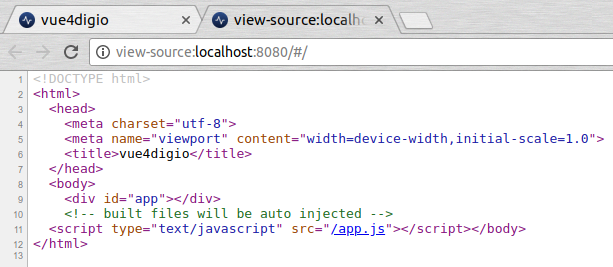 vue4digio
view-source:localh
view-source:localhost:8080/#/
1 <!DOCTYPE html>
2 <html>
3 <head>
4 <meta charset="utf-8">
5 <meta name="viewport" content="width=device-width,initial-scale=1.0">
6 <title>vue4digio</title>
7 </head>
8 <body>
9 <div id="app"></div>
10 <!-- built files will be auto injected -->
11 <script type="text/javascript" src="/app.js"></script></body>
12 </html>
13